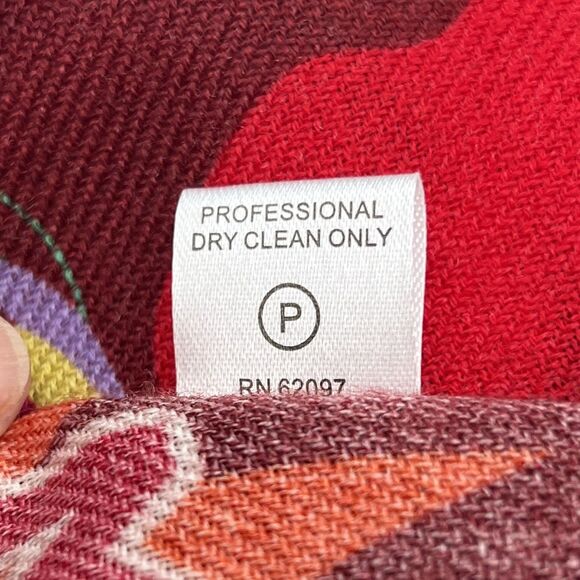 PROFESSIONAL
DRY CLEAN ONLY
P
RN 62097